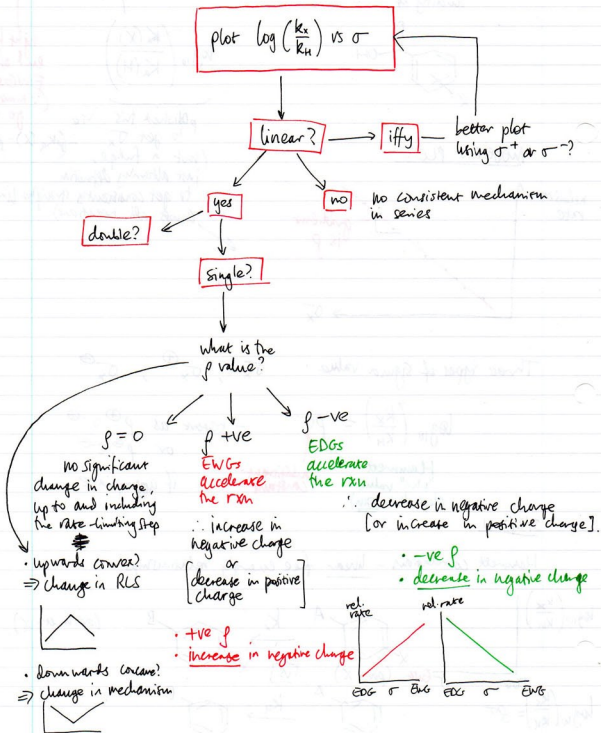 plot log (kx/kH) vs σ
linear?
iffy
better plot
using σ+ or σ-?
yes
no
no consistent mechanism
in series
double?
single?
what is the
ρ value?
ρ = 0
no significant
change in charge,
up to and including
the rate-limiting step
ρ +ve
EWGs
accelerate
the rxn
∴ increase in
negative charge
or
[decrease in positive
charge]
• +ve ρ
• increase in negative charge
ρ -ve
EDGs
accelerate
the rxn
∴ decrease in negative charge
[or increase in positive charge].
• -ve ρ
• decrease in negative charge
• upwards convex?
⇒ change in RLS
• downwards concave?
⇒ change in mechanism
rel.
rate
EDG σ EWG
rel. rate
EDG σ EWG